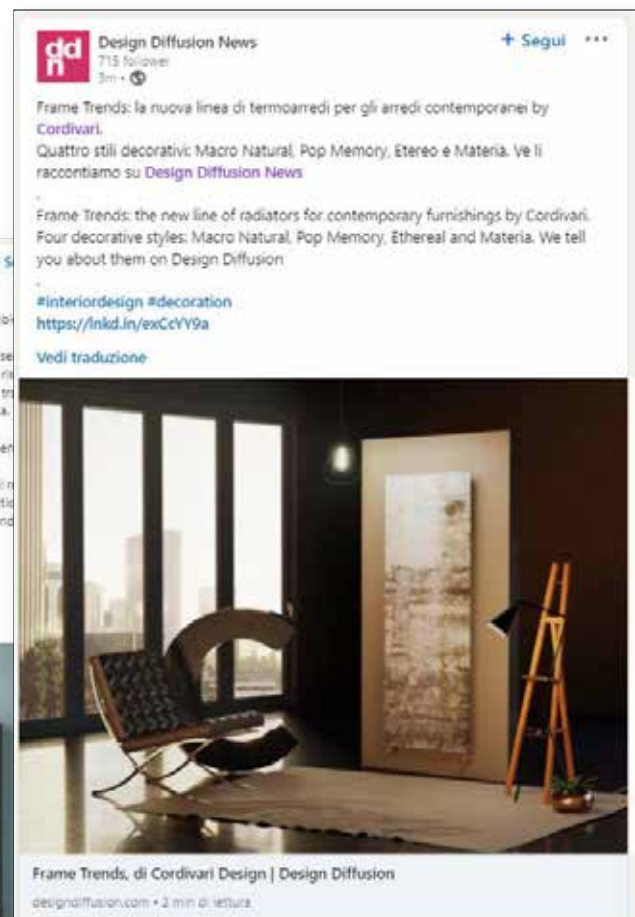 ddn
Design Diffusion News
+ Segui
715 follower
3m •
Frame Trends: la nuova linea di termoarredi per gli arredi contemporanei by
Cordivari.
Quattro stili decorativi: Macro Natural, Pop Memory, Etereo e Materia. Ve li
raccontiamo su Design Diffusion News
.
Frame Trends: the new line of radiators for contemporary furnishings by Cordivari.
Four decorative styles: Macro Natural, Pop Memory, Ethereal and Materia. We tell
you about them on Design Diffusion
.
#interiordesign #decoration
https://lnkd.in/exCcYY9a
Vedi traduzione
Frame Trends, di Cordivari Design | Design Diffusion
designdiffusion.com • 2 min di lettura